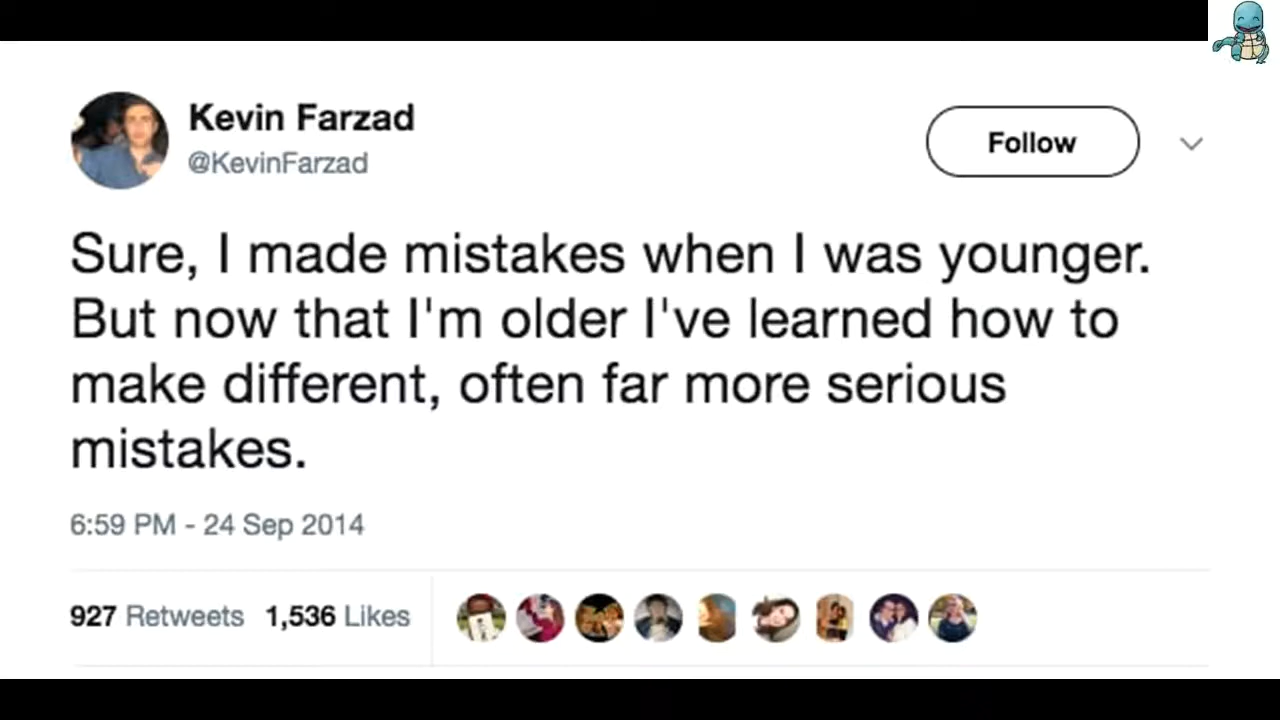 Kevin Farzad
@KevinFarzad
Follow
Sure, I made mistakes when I was younger.
But now that I'm older I've learned how to
make different, often far more serious
mistakes.
6:59 PM - 24 Sep 2014
927 Retweets 1,536 Likes